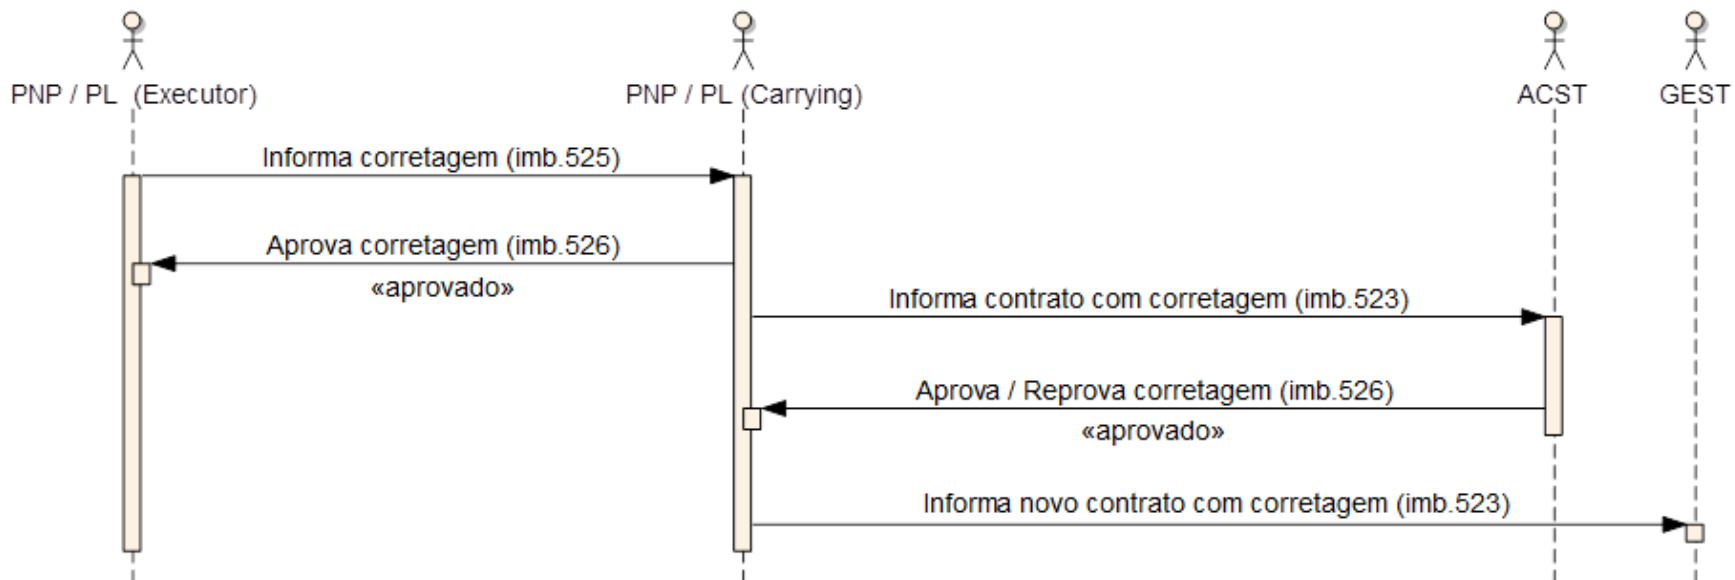 PNP / PL (Executor)
PNP / PL (Carrying)
ACST
GEST
Informa corretagem (imb.525)
Aprova corretagem (imb.526)
«aprovado»
Informa contrato com corretagem (imb.523)
Aprova / Reprova corretagem (imb.526)
«aprovado»
Informa novo contrato com corretagem (imb.523)